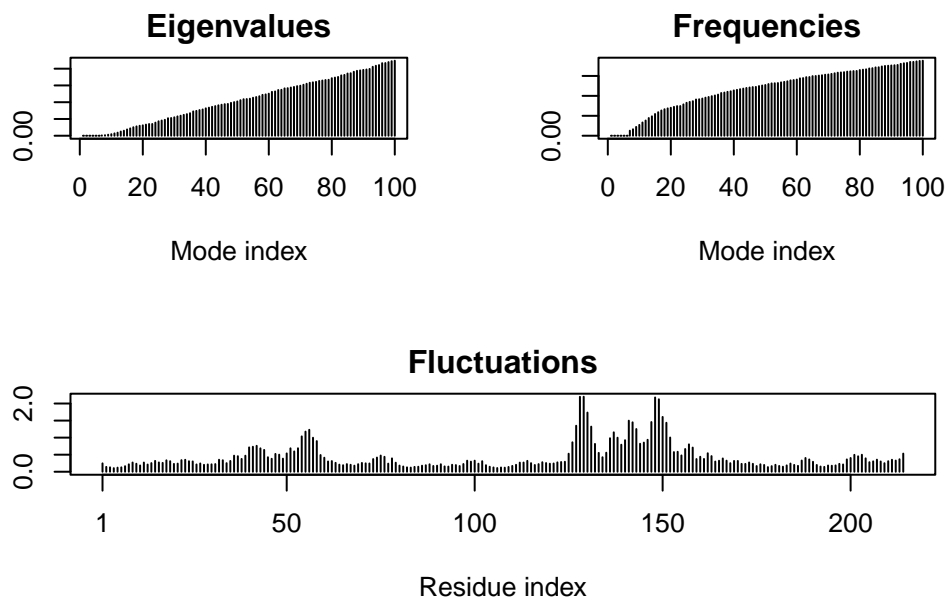 Eigenvalues
0.00
0 20 40 60 80 100
Mode index
Frequencies
0.00
0 20 40 60 80 100
Mode index
Fluctuations
2.0
0.0
1 50 100 150 200
Residue index